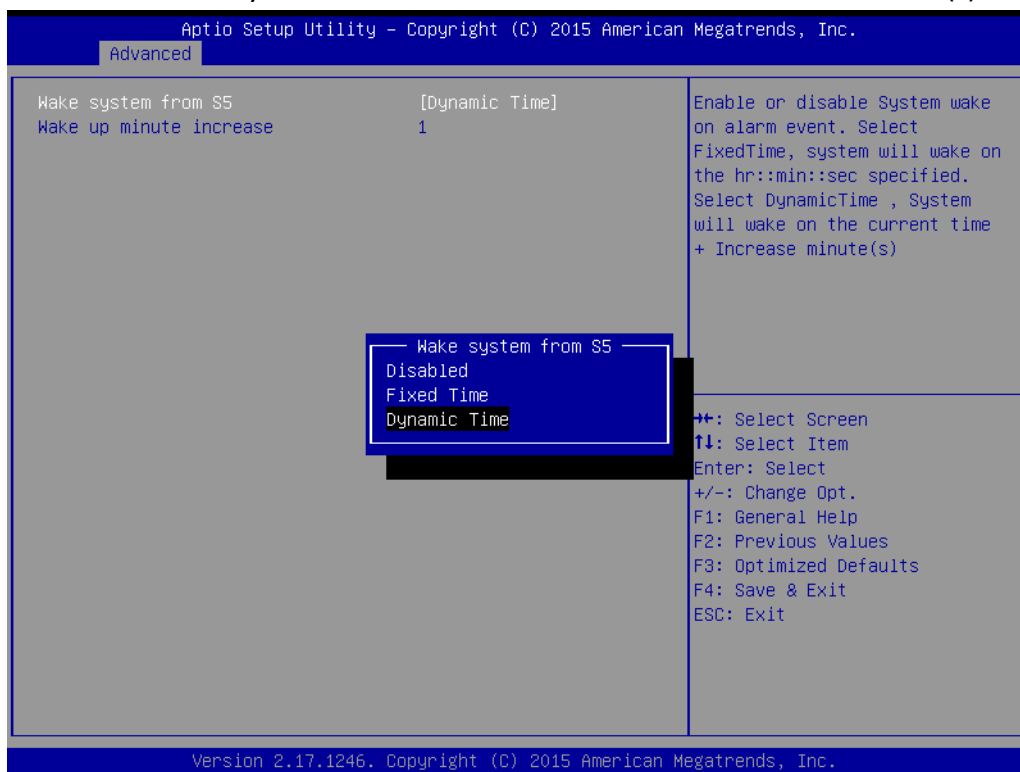 Aptio Setup Utility – Copyright (C) 2015 American Megatrends, Inc.
Advanced
Wake system from S5 [Dynamic Time]
Wake up minute increase 1
Enable or disable System wake
on alarm event. Select
FixedTime, system will wake on
the hr::min::sec specified.
Select DynamicTime , System
will wake on the current time
+ Increase minute(s)
Wake system from S5
Disabled
Fixed Time
Dynamic Time
→←: Select Screen
↑↓: Select Item
Enter: Select
+/-: Change Opt.
F1: General Help
F2: Previous Values
F3: Optimized Defaults
F4: Save & Exit
ESC: Exit
Version 2.17.1246. Copyright (C) 2015 American Megatrends, Inc.